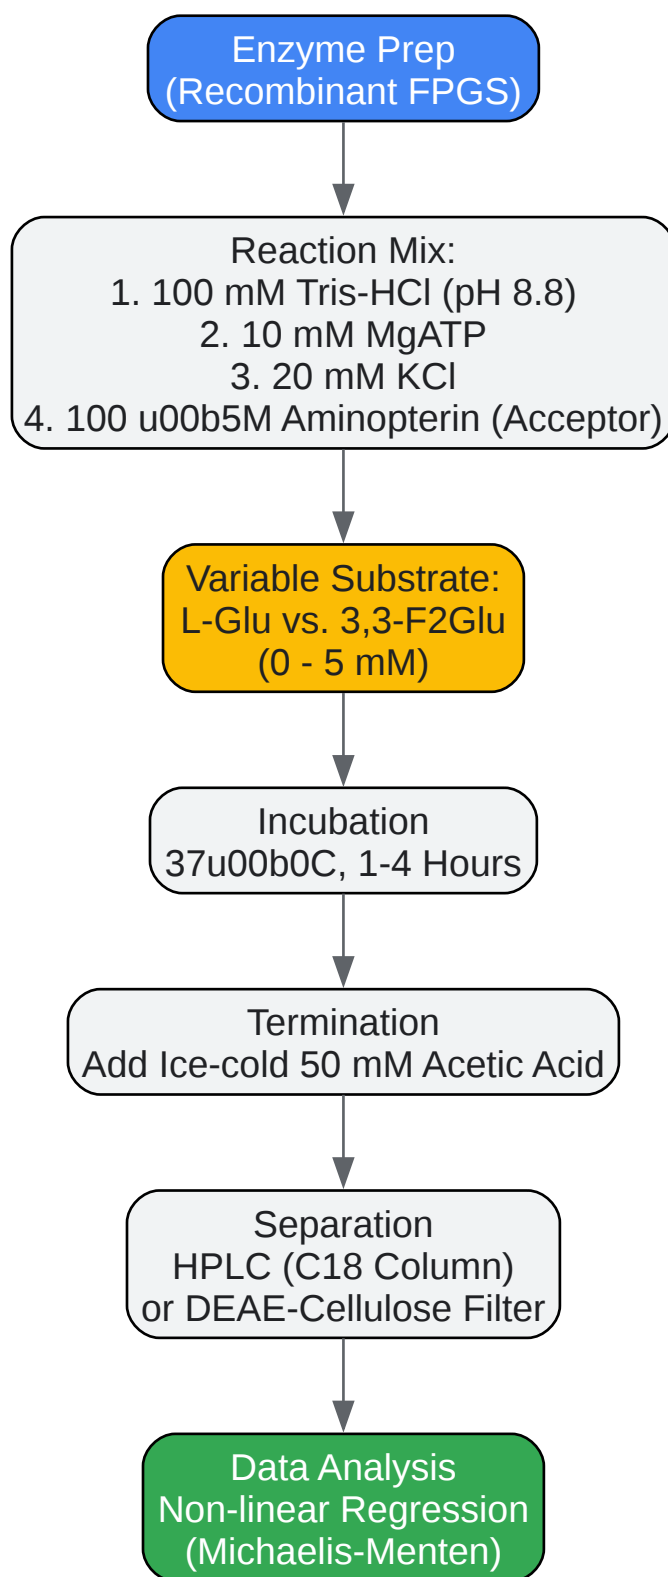 Enzyme Prep
(Recombinant FPGS)
Reaction Mix:
1. 100 mM Tris-HCl (pH 8.8)
2. 10 mM MgATP
3. 20 mM KCl
4. 100 u00b5M Aminopterin (Acceptor)
Variable Substrate:
L-Glu vs. 3,3-F2Glu
(0 - 5 mM)
Incubation
37u00b0C, 1-4 Hours
Termination
Add Ice-cold 50 mM Acetic Acid
Separation
HPLC (C18 Column)
or DEAE-Cellulose Filter
Data Analysis
Non-linear Regression
(Michaelis-Menten)